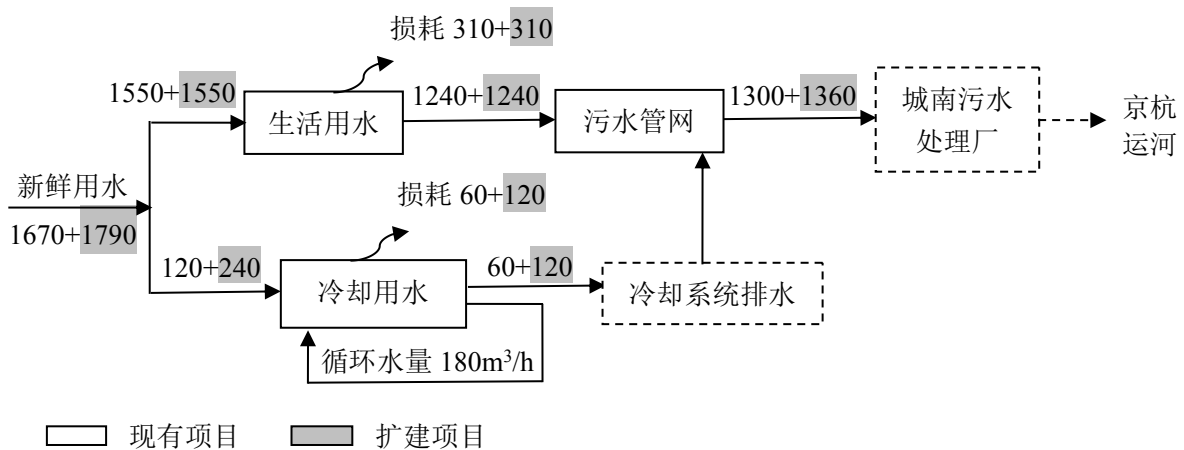 损耗 310+310
1550+1550
生活用水
1240+1240
污水管网
1300+1360
城南污水
处理厂
京杭
运河
新鲜用水
1670+1790
损耗 60+120
120+240
冷却用水
60+120
冷却系统排水
循环水量 180m³/h
现有项目
扩建项目